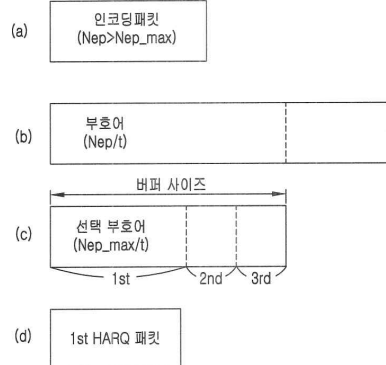 (a)
인코딩패킷
(Nep>Nep_max)
(b)
부호어
(Nep/t)
버퍼 사이즈
(c)
선택 부호어
(Nep_max/t)
1st 2nd 3rd
(d)
1st HARQ 패킷